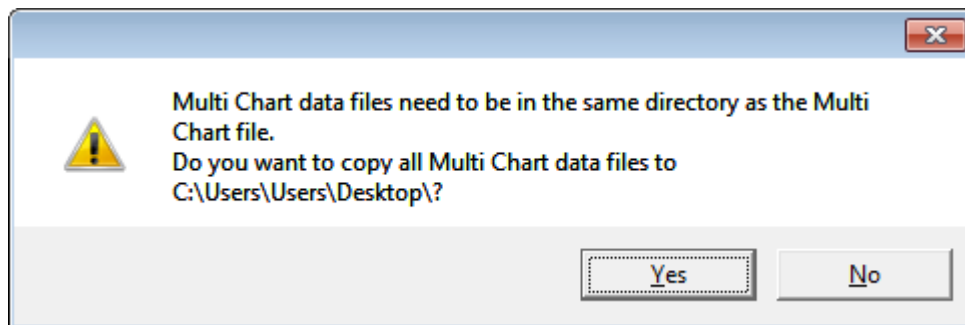 Multi Chart data files need to be in the same directory as the Multi
Chart file.
Do you want to copy all Multi Chart data files to
C:\Users\Users\Desktop\?
Yes
No